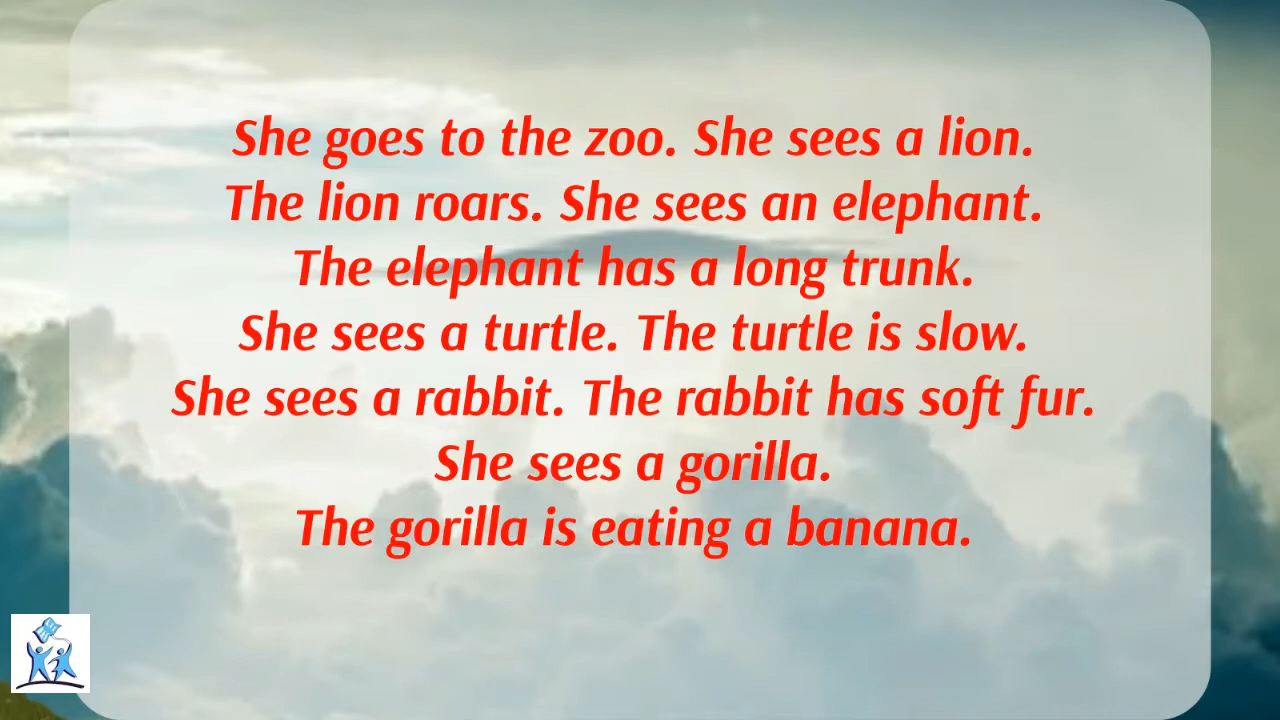 She goes to the zoo. She sees a lion.
The lion roars. She sees an elephant.
The elephant has a long trunk.
She sees a turtle. The turtle is slow.
She sees a rabbit. The rabbit has soft fur.
She sees a gorilla.
The gorilla is eating a banana.